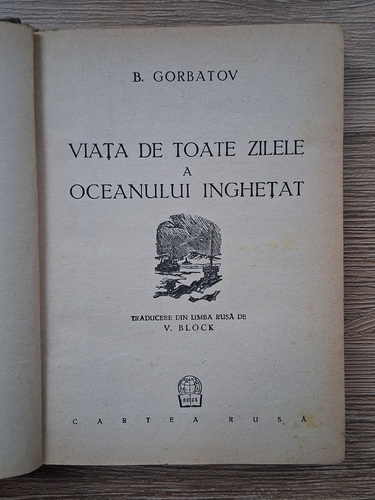 B. GORBATOV
VIAȚA DE TOATE ZILELE
A
OCEANULUI INGHEȚAT
TRADUCERE DIN LIMBA RUSĂ DE
V. BLOCK
CARTEA RUSĂ